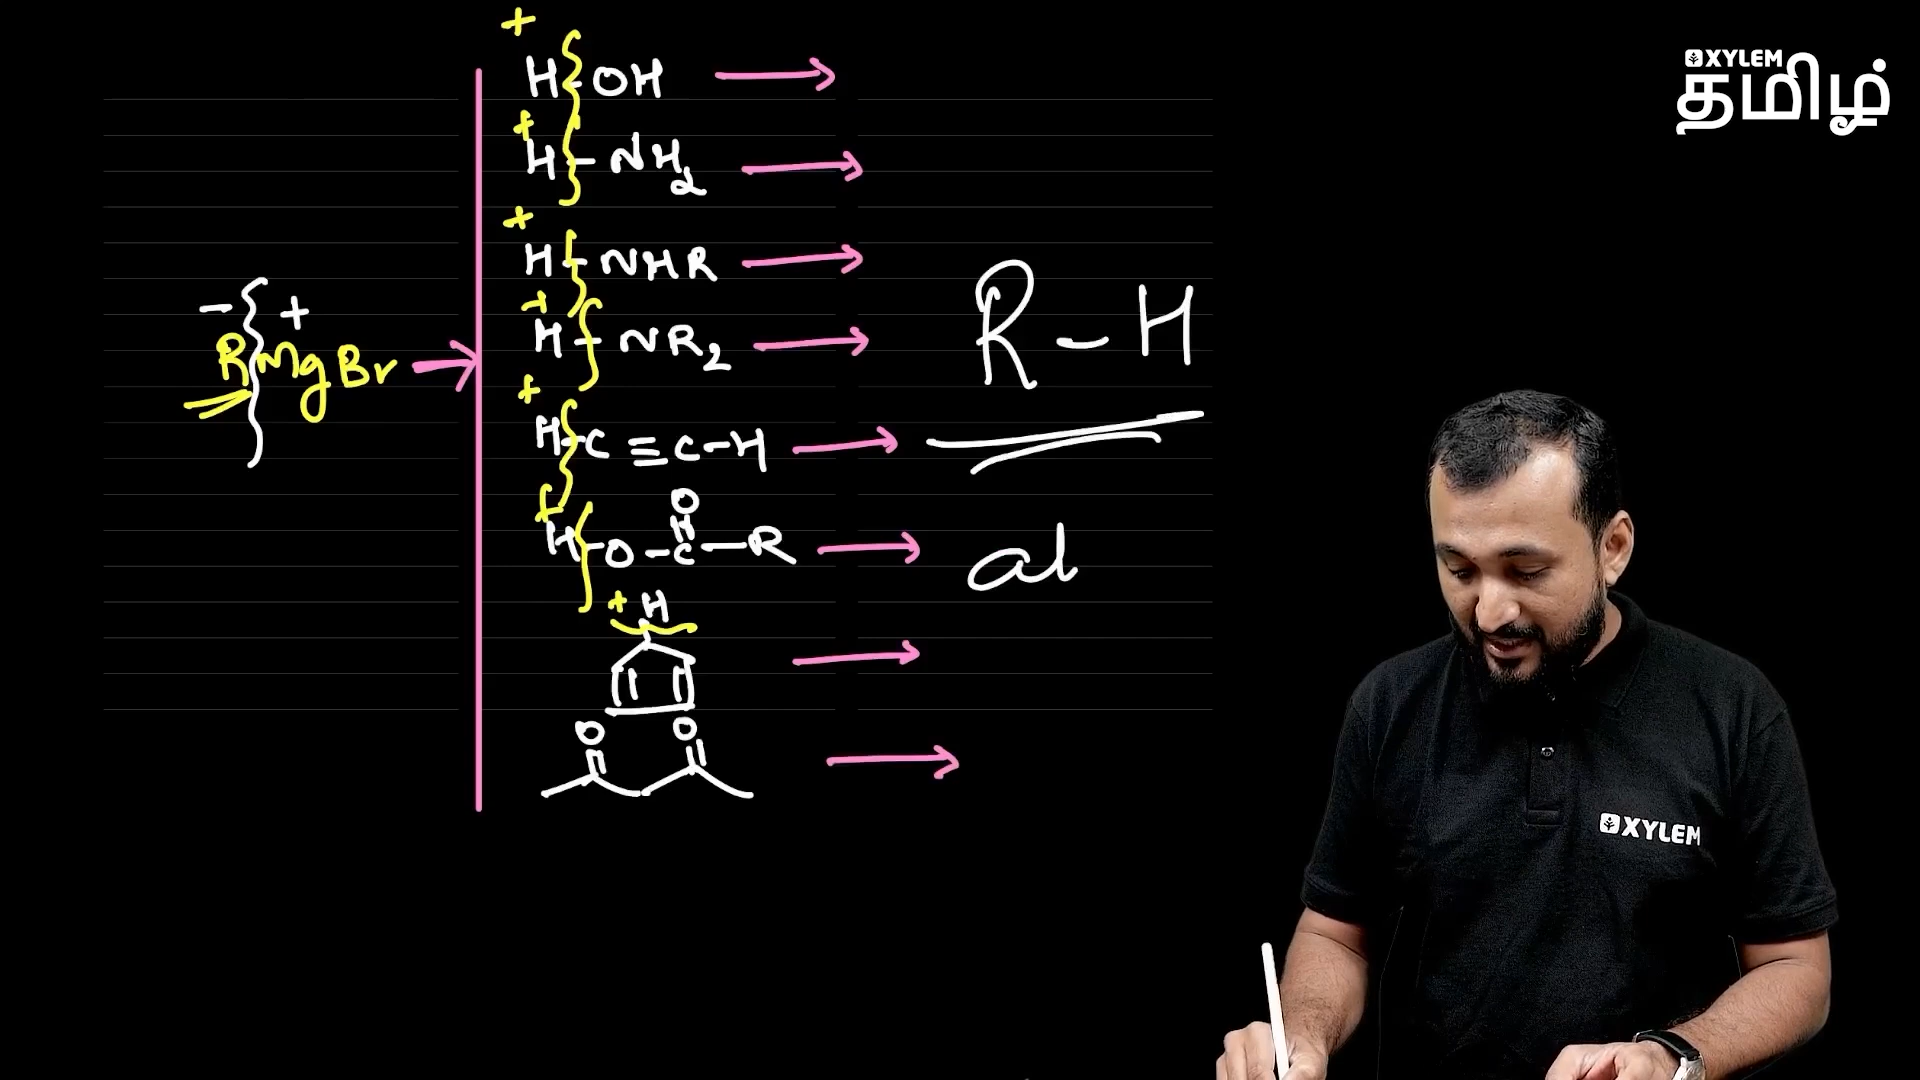 XYLEM
தமிழ்
+
H-OH →
+
H-NH2 →
+
H-NHR →
+
H-NR2 →
- +
RMgBr →
R-H
+
H-C≡C-H →
+
H-O-C-R →
O
al
+ H
→
O O
→
XYLEM